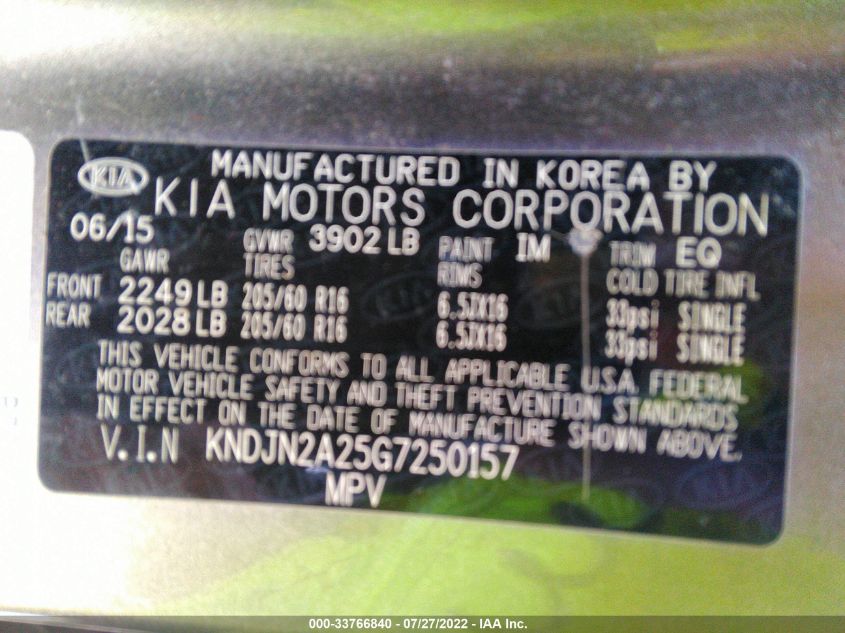 MANUFACTURED IN KOREA BY
KIA KIA MOTORS CORPORATION
06/15 GVWR 3902 LB PAINT IM TRIM EQ
GAWR TIRES RIMS COLD TIRE INFL
FRONT 2249 LB 205/60 R16 6.5JX16 33psi SINGLE
REAR 2028 LB 205/60 R16 6.5JX16 33psi SINGLE
THIS VEHICLE CONFORMS TO ALL APPLICABLE U.S.A. FEDERAL
MOTOR VEHICLE SAFETY AND THEFT PREVENTION STANDARDS
IN EFFECT ON THE DATE OF MANUFACTURE SHOWN ABOVE.
V.I.N KNDJN2A25G7250157
MPV
000-33766840 - 07/27/2022 - IAA Inc.